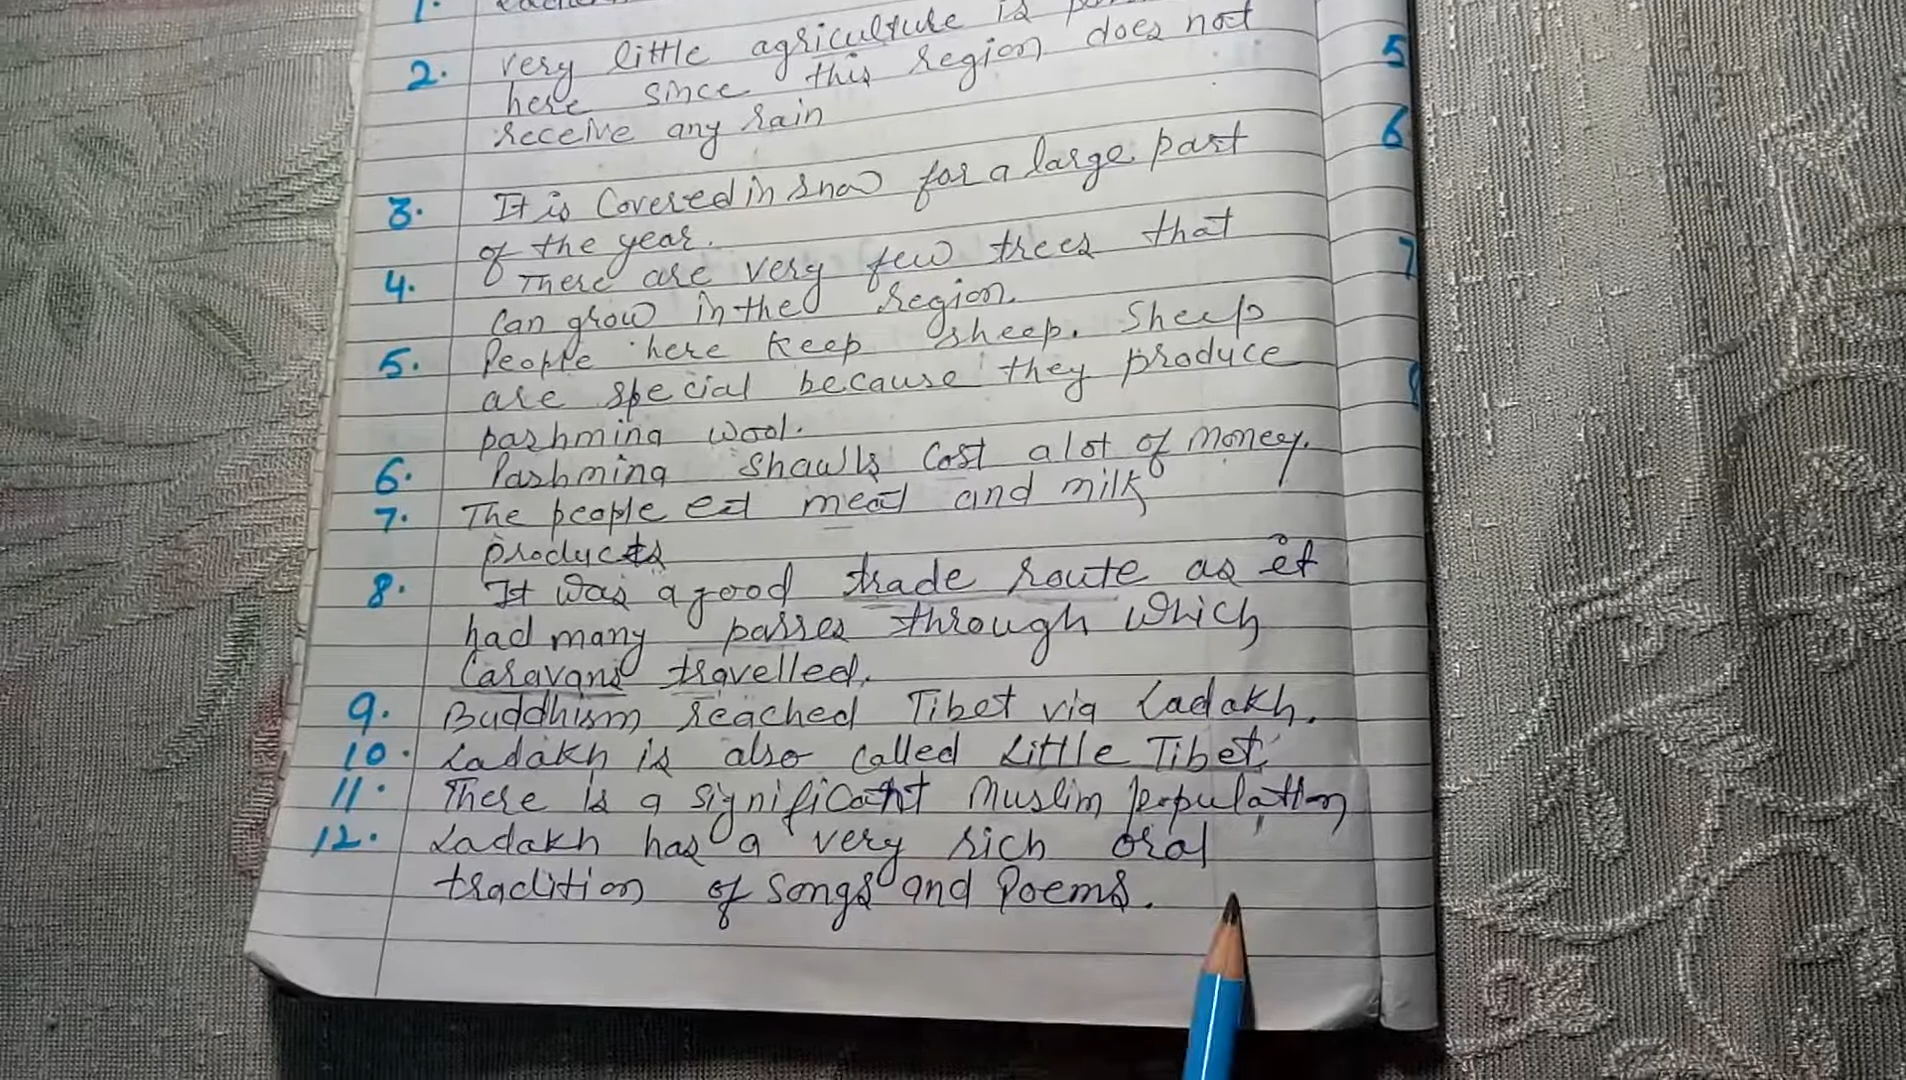 1.
2. very little agriculture is
here since this region does not
receive any rain
3. It is Covered in snow for a large part
of the year.
4. There are very few trees that
can grow in the region.
5. People here keep sheep. Sheep
are special because they produce
pashmina wool.
6. Pashmina shawls cost a lot of money.
7. The people eat meat and milk
products
8. It was a good trade route as it
had many passes through which
Caravans travelled.
9. Buddhism reached Tibet via Ladakh.
10. Ladakh is also called Little Tibet.
11. There is a significant Muslim population
12. Ladakh has a very rich oral
tradition of songs and Poems.
5
6
7
8